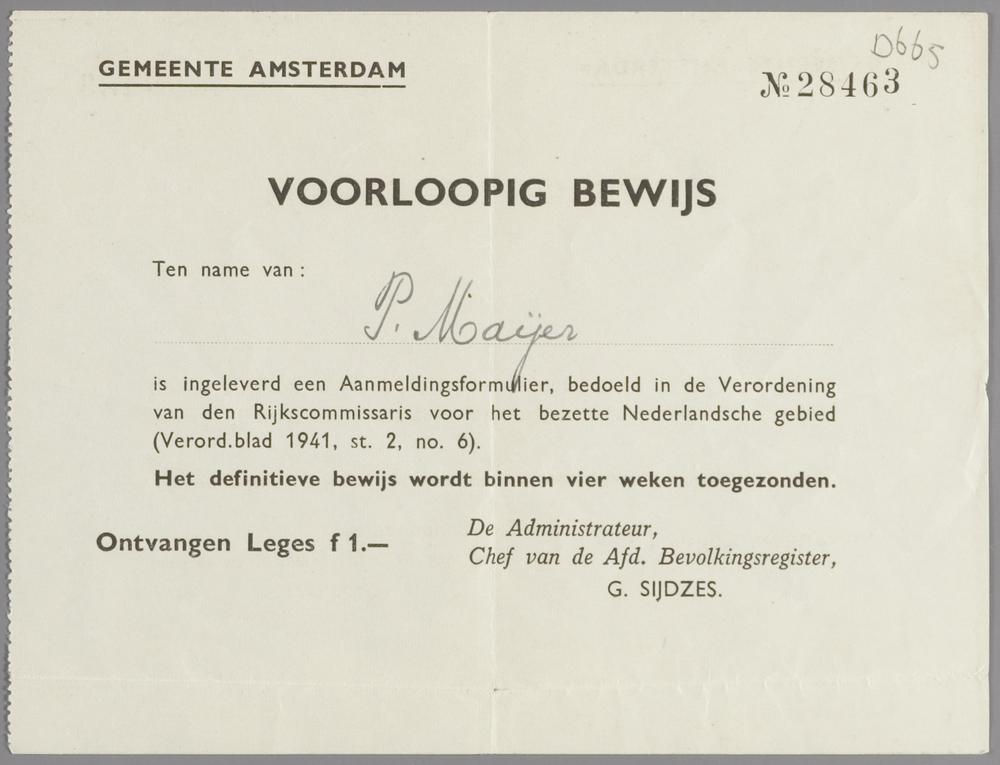 D665
GEMEENTE AMSTERDAM
№ 28463
VOORLOOPIG BEWIJS
Ten name van :
P. Maijer
is ingeleverd een Aanmeldingsformulier, bedoeld in de Verordening
van den Rijkscommissaris voor het bezette Nederlandsche gebied
(Verord.blad 1941, st. 2, no. 6).
Het definitieve bewijs wordt binnen vier weken toegezonden.
Ontvangen Leges f 1.—
De Administrateur,
Chef van de Afd. Bevolkingsregister,
G. SIJDZES.